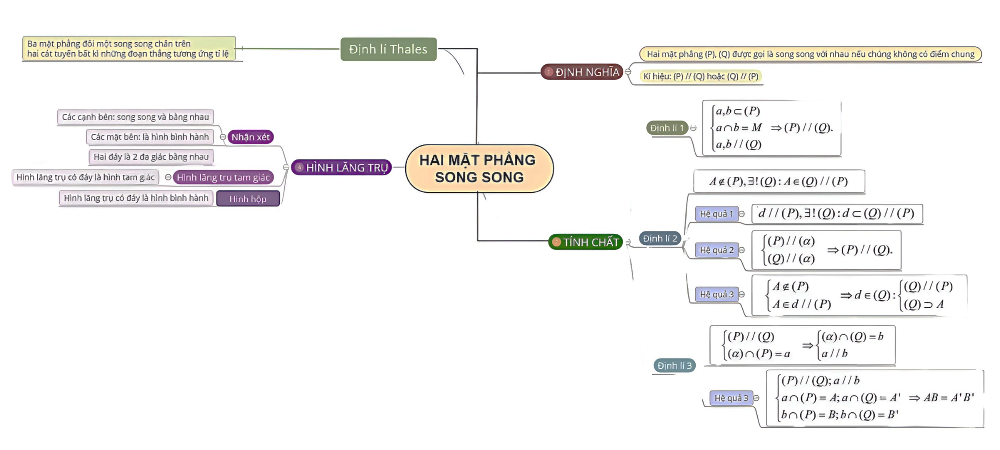 Ba mặt phẳng đôi một song song chắn trên
hai cát tuyến bất kì những đoạn thẳng tương ứng tỉ lệ
Định lí Thales
1 ĐỊNH NGHĨA
Hai mặt phẳng (P), (Q) được gọi là song song với nhau nếu chúng không có điểm chung
Kí hiệu: (P) // (Q) hoặc (Q) // (P)
Các cạnh bên: song song và bằng nhau
Các mặt bên: là hình bình hành
Nhận xét
Hai đáy là 2 đa giác bằng nhau
Hình lăng trụ có đáy là hình tam giác
Hình lăng trụ tam giác
Hình lăng trụ có đáy là hình bình hành
Hình hộp
4 HÌNH LĂNG TRỤ
HAI MẶT PHẲNG
SONG SONG
Định lí 1
a,b⊂(P)
a∩b = M ⇒(P)//(Q).
a,b//(Q)
2 TÍNH CHẤT
Định lí 2
A∉(P),∃!(Q): A∈(Q)//(P)
Hệ quả 1
d//(P),∃!(Q):d⊂(Q)//(P)
Hệ quả 2
(P)//(α)
(Q)//(α)
⇒(P)//(Q).
Hệ quả 3
A∉(P)
A∈d//(P)
⇒d∈(Q):
(Q)//(P)
(Q)⊃A
Định lí 3
(P)//(Q)
(α)∩(P)=a
⇒
(α)∩(Q)=b
a//b
Hệ quả 3
(P)//(Q);a//b
a∩(P)=A;a∩(Q)=A' ⇒ AB = A'B'
b∩(P)=B;b∩(Q)=B'